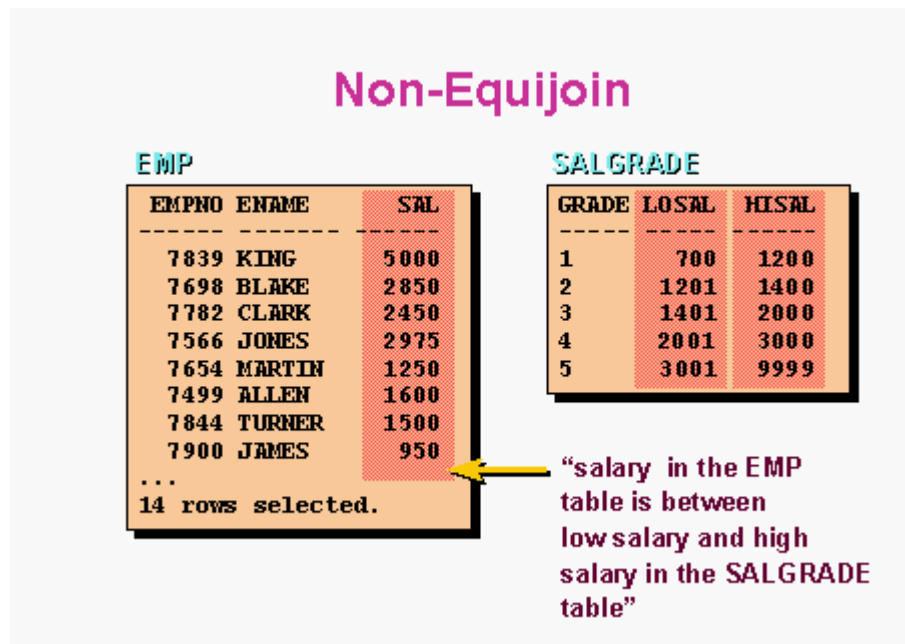 Non-Equijoin
EMP
EMPNO ENAME SAL
------ ------- ------
7839 KING 5000
7698 BLAKE 2850
7782 CLARK 2450
7566 JONES 2975
7654 MARTIN 1250
7499 ALLEN 1600
7844 TURNER 1500
7900 JAMES 950
...
14 rows selected.
SALGRADE
GRADE LOSAL HISAL
----- ----- ------
1 700 1200
2 1201 1400
3 1401 2000
4 2001 3000
5 3001 9999
“salary in the EMP
table is between
low salary and high
salary in the SALGRADE
table”